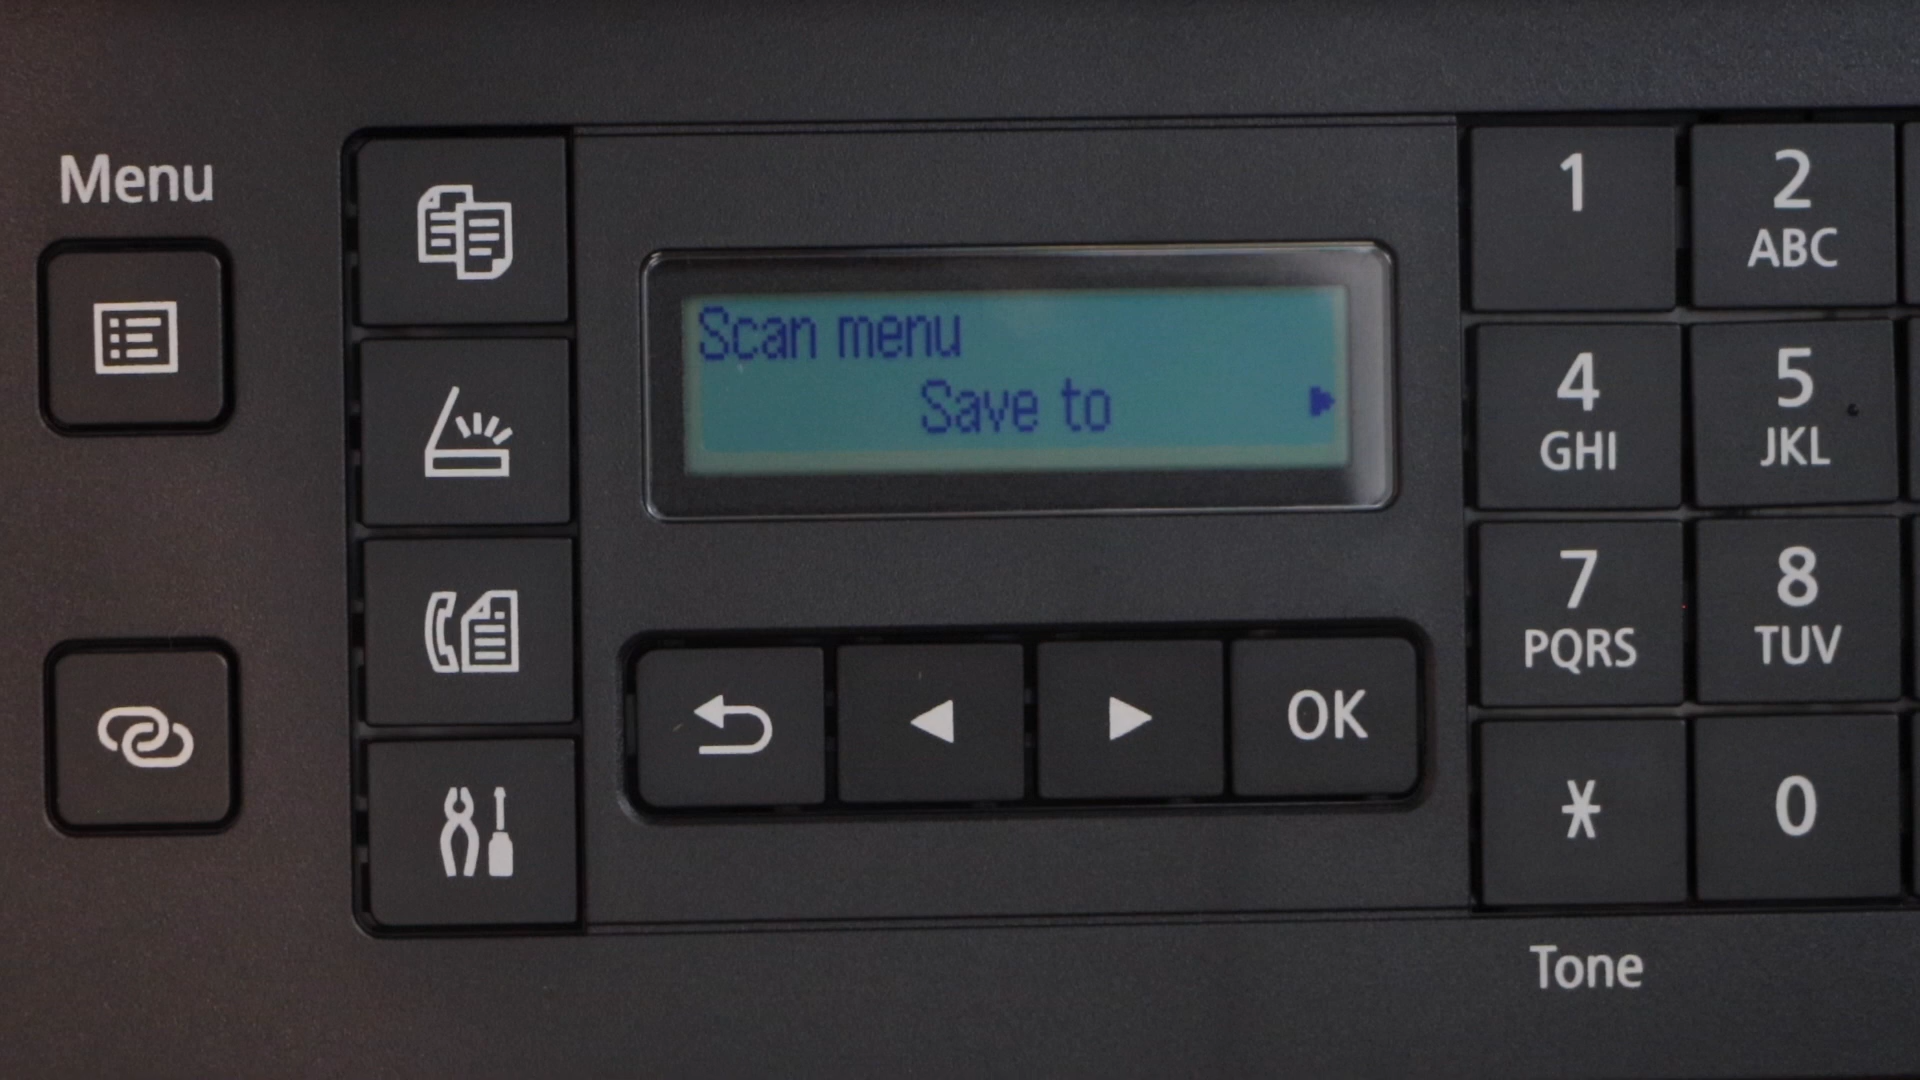 Menu
Scan menu
Save to
OK
1
2
ABC
4
GHI
5
JKL
7
PQRS
8
TUV
*
0
Tone